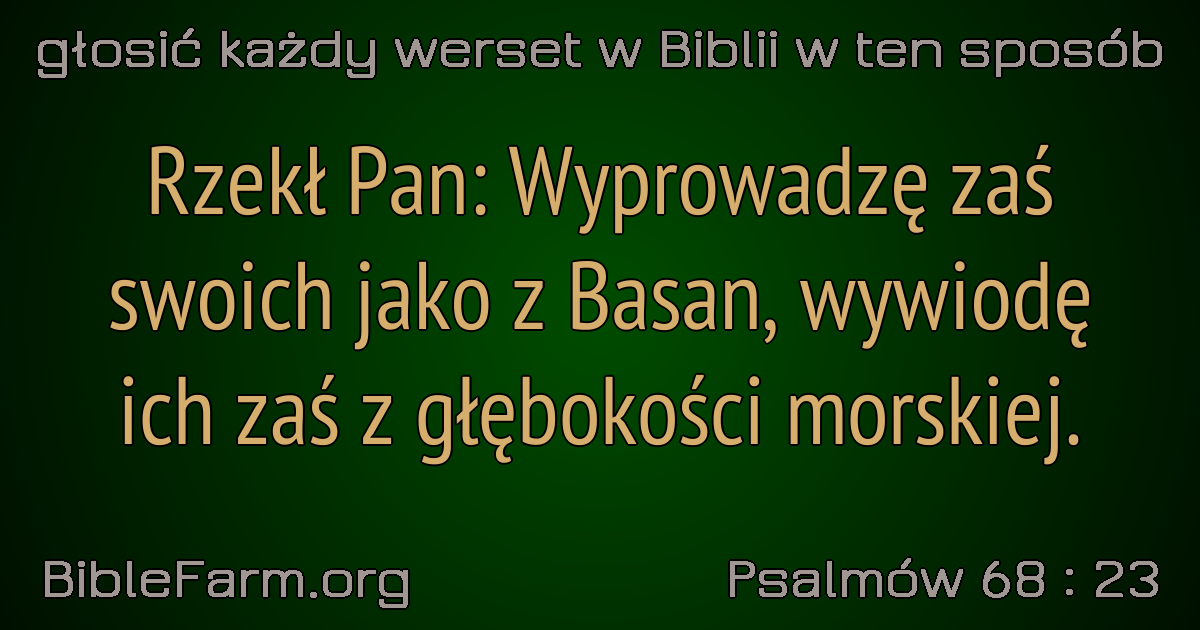 głosić każdy werset w Biblii w ten sposób
Rzekł Pan: Wyprowadzę zaś
swoich jako z Basan, wywiodę
ich zaś z głębokości morskiej.
BibleFarm.org
Psalmów 68 : 23